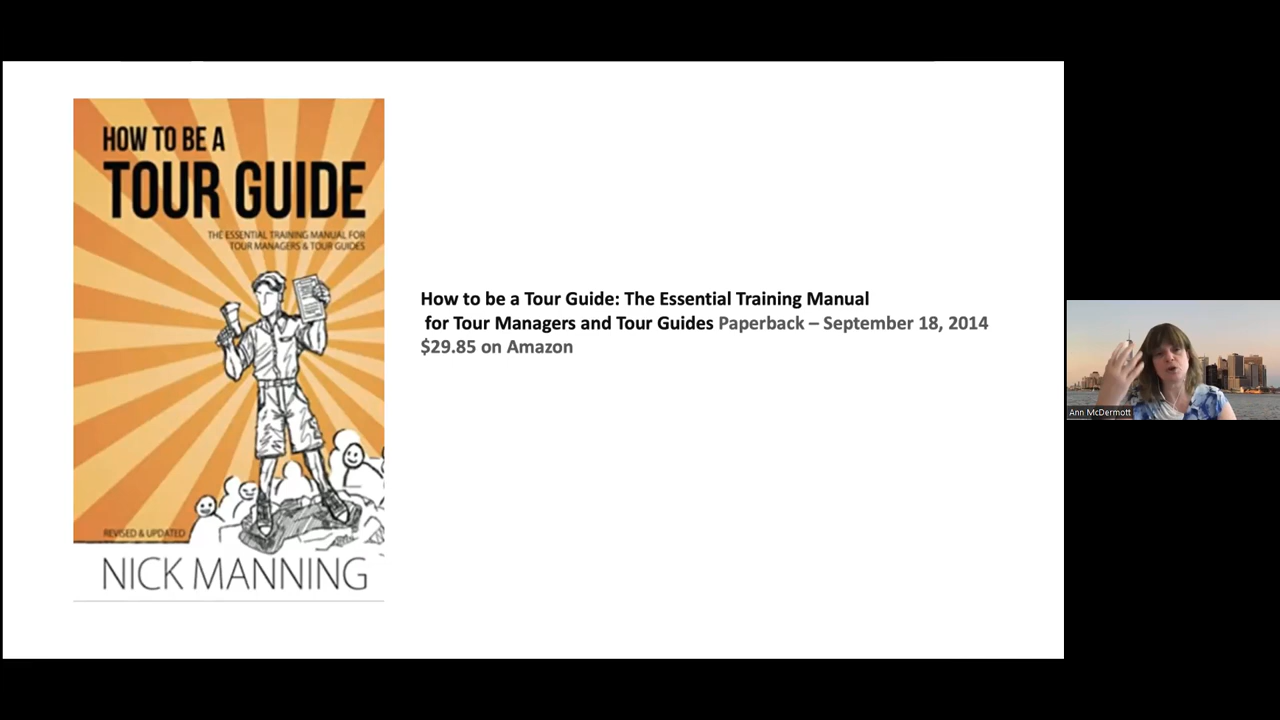 HOW TO BE A
TOUR GUIDE
THE ESSENTIAL TRAINING MANUAL FOR
TOUR MANAGERS & TOUR GUIDES
REVISED & UPDATED
NICK MANNING
How to be a Tour Guide: The Essential Training Manual
for Tour Managers and Tour Guides Paperback – September 18, 2014
$29.85 on Amazon
Ann McDermott